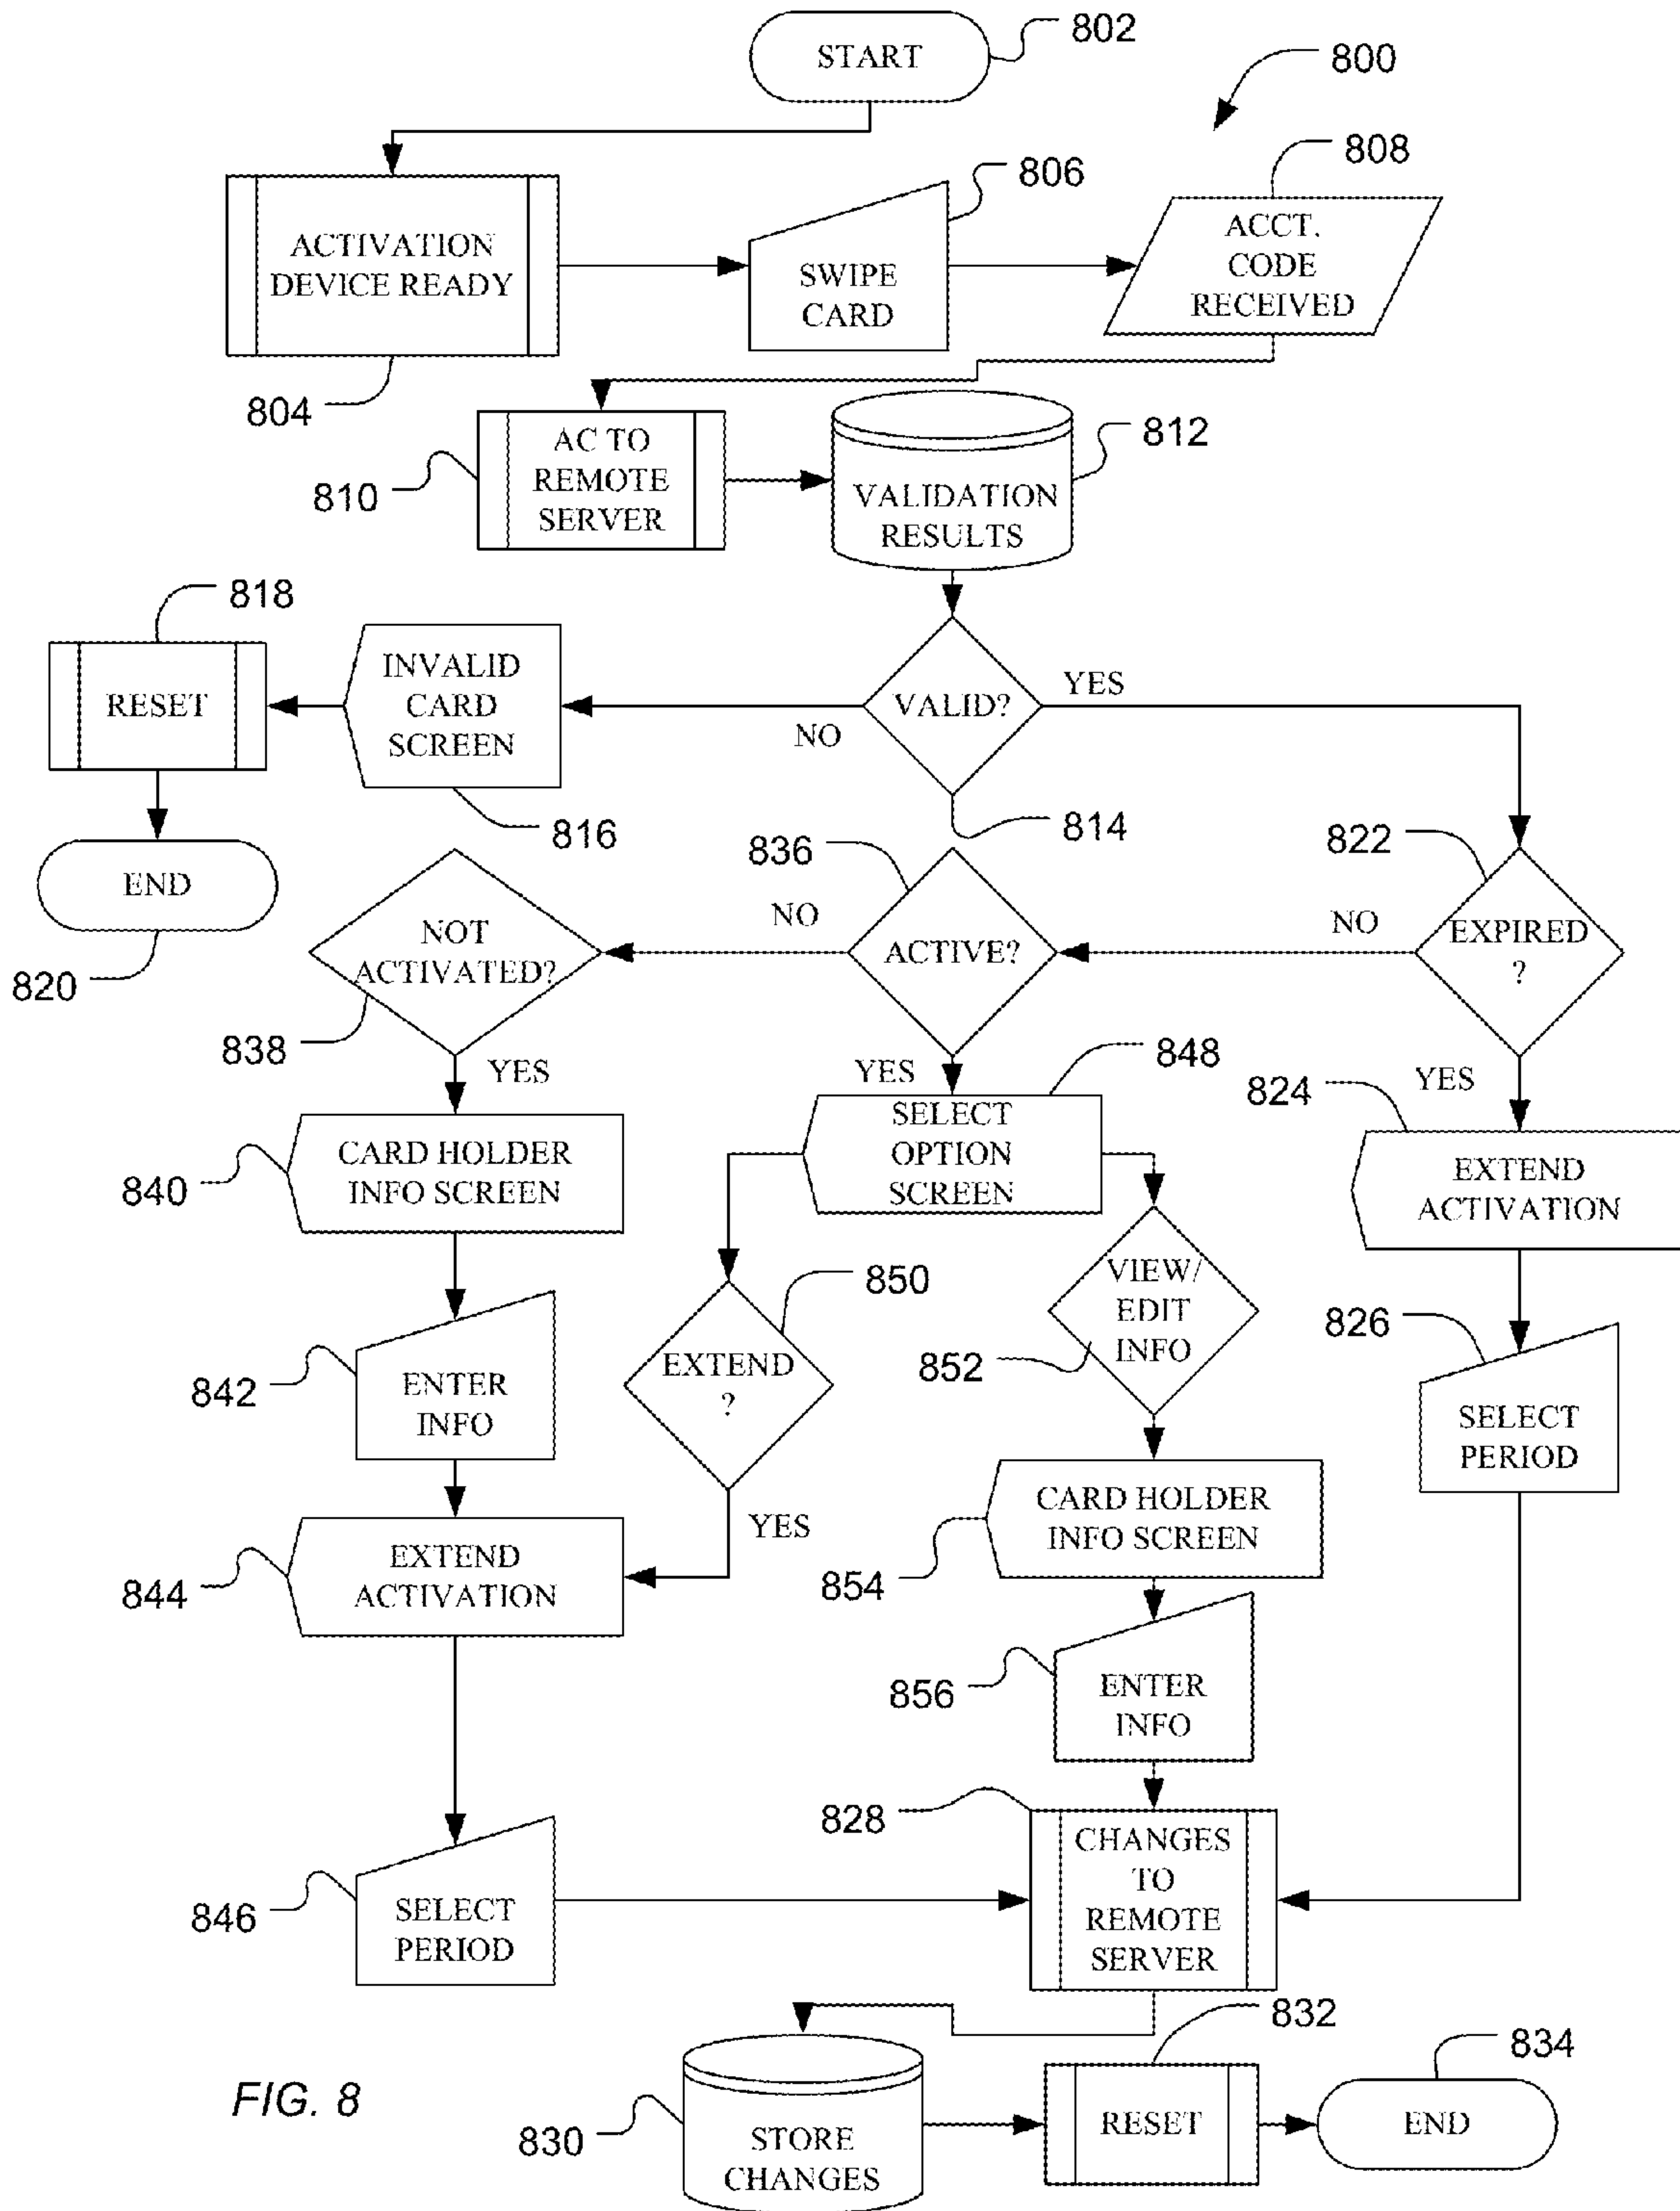 802
START
800
808
806
ACTIVATION
DEVICE READY
SWIPE
CARD
ACCT.
CODE
RECEIVED
804
810
AC TO
REMOTE
SERVER
812
VALIDATION
RESULTS
818
RESET
INVALID
CARD
SCREEN
VALID?
YES
NO
816
814
836
822
END
820
NOT
ACTIVATED?
NO
ACTIVE?
NO
EXPIRED
?
838
YES
YES
848
824
YES
840
CARD HOLDER
INFO SCREEN
SELECT
OPTION
SCREEN
EXTEND
ACTIVATION
850
VIEW/
EDIT
INFO
852
826
842
ENTER
INFO
EXTEND
?
SELECT
PERIOD
YES
CARD HOLDER
INFO SCREEN
854
844
EXTEND
ACTIVATION
856
ENTER
INFO
828
CHANGES
TO
REMOTE
SERVER
846
SELECT
PERIOD
832
834
FIG. 8
830
STORE
CHANGES
RESET
END